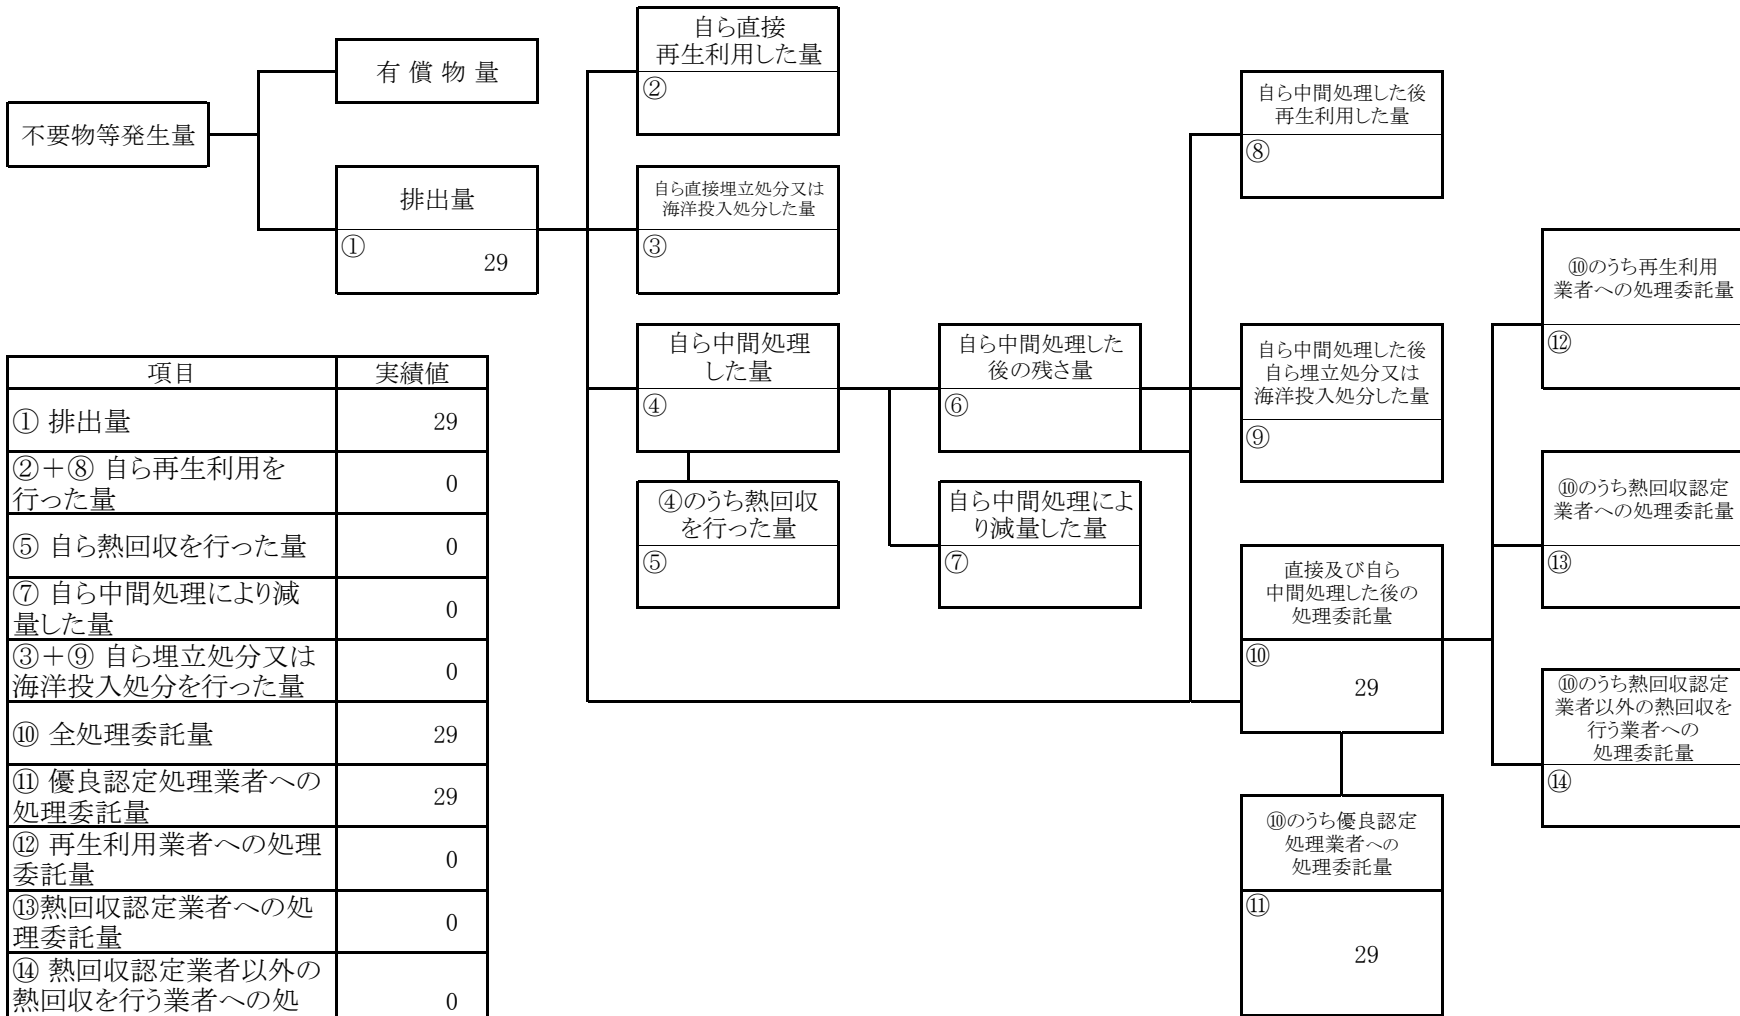 不要物等発生量
有 償 物 量
排出量
①
29
自ら直接
再生利用した量
②
自ら直接埋立処分又は
海洋投入処分した量
③
自ら中間処理
した量
④
④のうち熱回収
を行った量
⑤
自ら中間処理した
後の残さ量
⑥
自ら中間処理によ
り減量した量
⑦
自ら中間処理した後
再生利用した量
⑧
自ら中間処理した後
自ら埋立処分又は
海洋投入処分した量
⑨
直接及び自ら
中間処理した後の
処理委託量
⑩
29
⑩のうち優良認定
処理業者への
処理委託量
⑪
29
⑩のうち再生利用
業者への処理委託量
⑫
⑩のうち熱回収認定
業者への処理委託量
⑬
⑩のうち熱回収認定
業者以外の熱回収を
行う業者への
処理委託量
⑭
項目 実績値
① 排出量 29
②＋⑧ 自ら再生利用を
行った量 0
⑤ 自ら熱回収を行った量 0
⑦ 自ら中間処理により減
量した量 0
③＋⑨ 自ら埋立処分又は
海洋投入処分を行った量 0
⑩ 全処理委託量 29
⑪ 優良認定処理業者への
処理委託量 29
⑫ 再生利用業者への処理
委託量 0
⑬熱回収認定業者への処
理委託量 0
⑭ 熱回収認定業者以外の
熱回収を行う業者への処 0